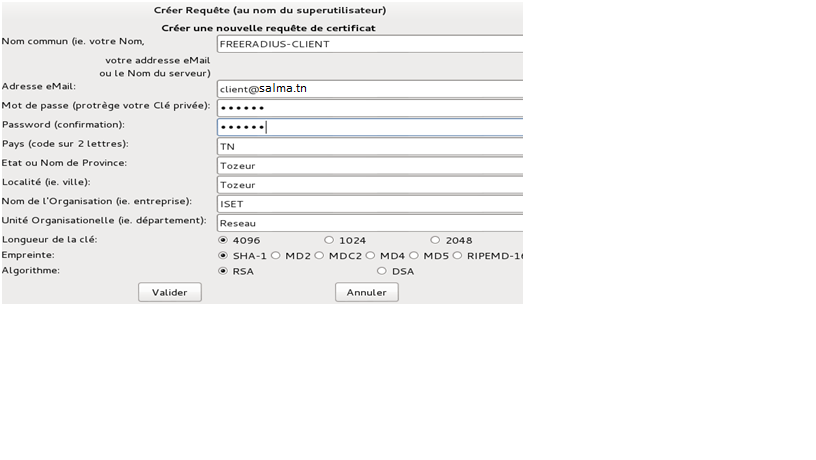 Créer Requête (au nom du superutilisateur)
Créer une nouvelle requête de certificat
Nom commun (ie. votre Nom, FREERADIUS-CLIENT
votre addresse eMail
ou le Nom du serveur)
Adresse eMail: client@salma.tn
Mot de passe (protrège votre Clé privée): ••••••
Password (confirmation): ••••••
Pays (code sur 2 lettres): TN
Etat ou Nom de Province: Tozeur
Localité (ie. ville): Tozeur
Nom de l'Organisation (ie. entreprise): ISET
Unité Organisationelle (ie. département): Reseau
Longueur de la clé: 4096 1024 2048
Empreinte: SHA-1 MD2 MDC2 MD4 MD5 RIPEMD-16
Algorithme: RSA DSA
Valider Annuler